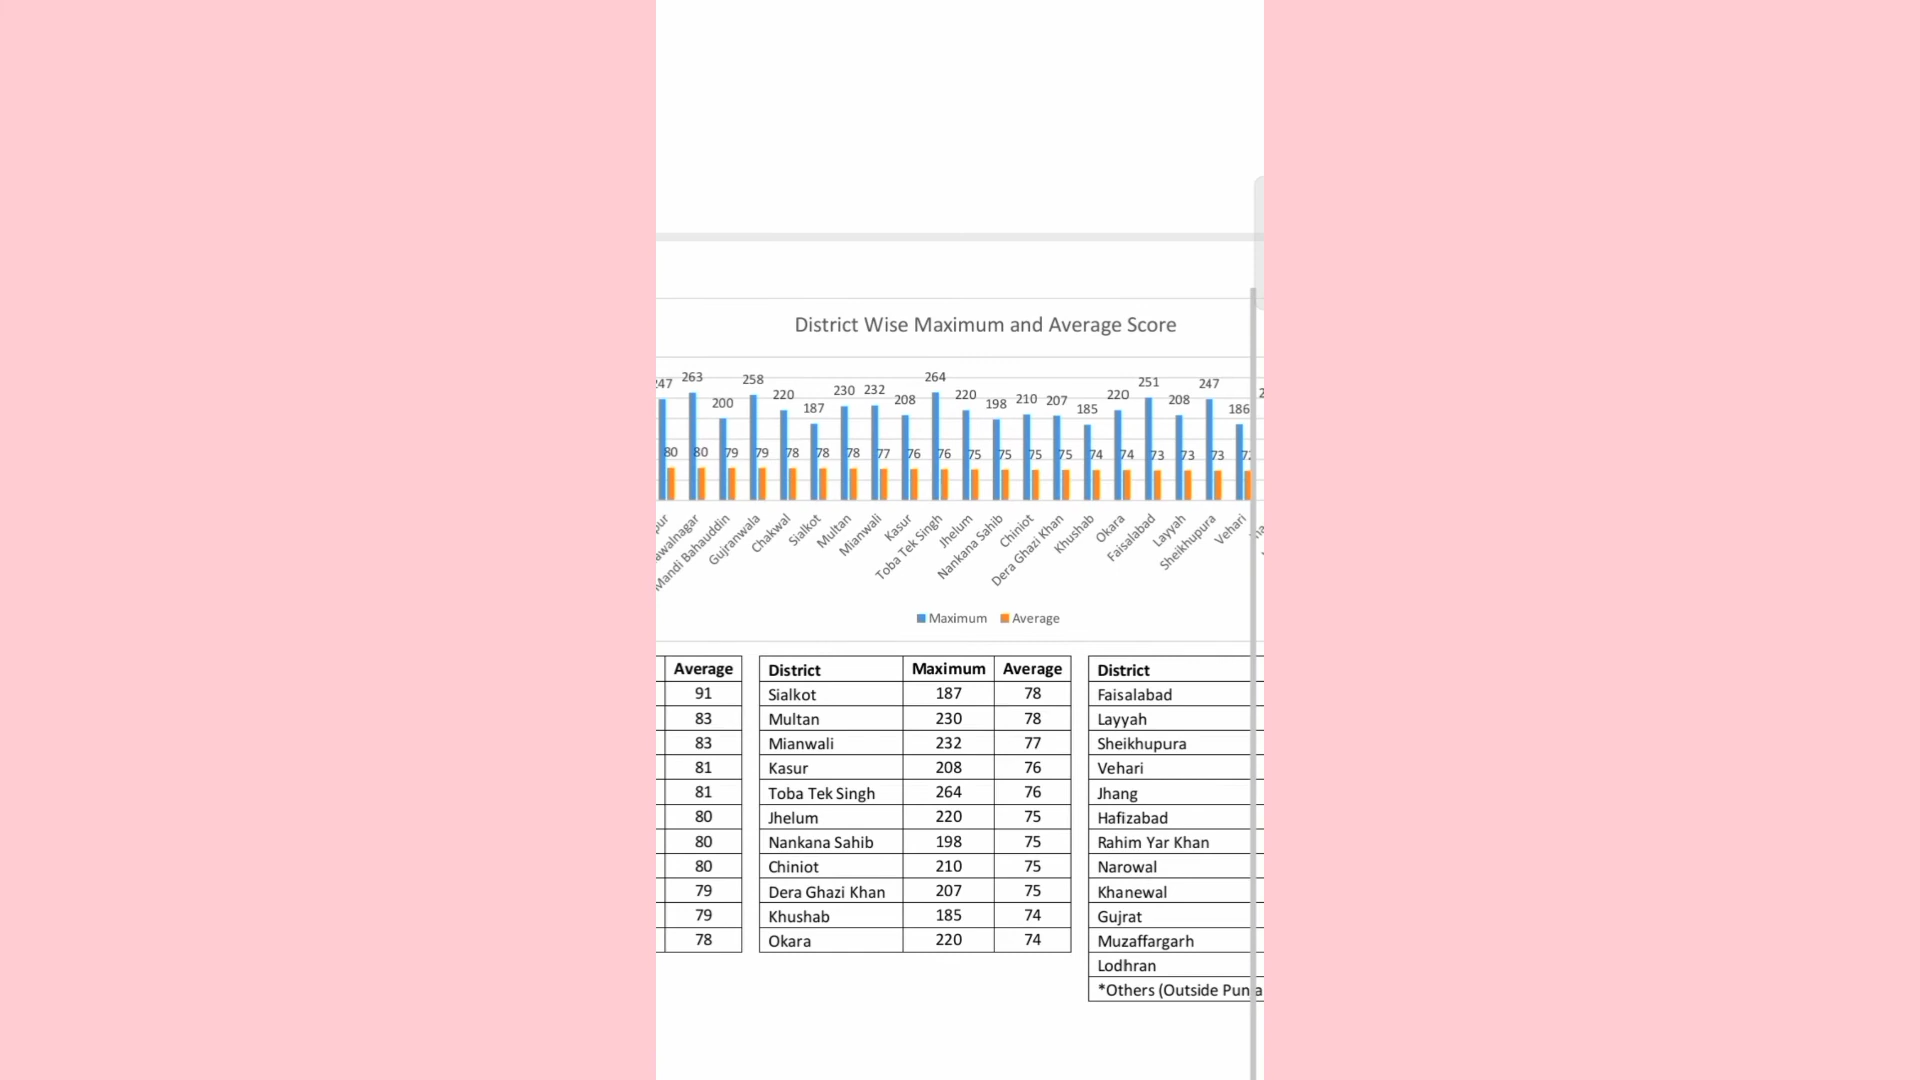 District Wise Maximum and Average Score
247 263 200 258 220 187 230 232 208 264 220 198 210 207 185 220 251 208 247 186
80 80 79 79 78 78 78 77 76 76 75 75 75 75 74 74 73 73 73
Mandi Bahauddin Gujranwala Chakwal Sialkot Multan Mianwali Kasur Toba Tek Singh Jhelum Nankana Sahib Chiniot Dera Ghazi Khan Khushab Okara Faisalabad Layyah Sheikhupura Vehari
Maximum Average
Average District Maximum Average District
91 Sialkot 187 78 Faisalabad
83 Multan 230 78 Layyah
83 Mianwali 232 77 Sheikhupura
81 Kasur 208 76 Vehari
81 Toba Tek Singh 264 76 Jhang
80 Jhelum 220 75 Hafizabad
80 Nankana Sahib 198 75 Rahim Yar Khan
80 Chiniot 210 75 Narowal
79 Dera Ghazi Khan 207 75 Khanewal
79 Khushab 185 74 Gujrat
78 Okara 220 74 Muzaffargarh
Lodhran
*Others (Outside Punja